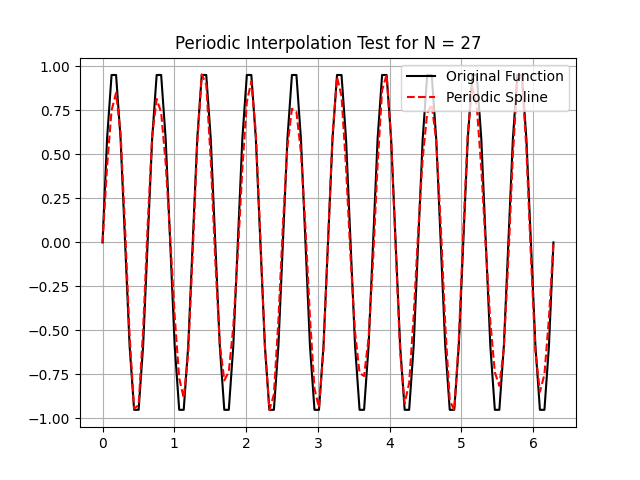 Periodic Interpolation Test for N = 27
Original Function
Periodic Spline
1.00
0.75
0.50
0.25
0.00
−0.25
−0.50
−0.75
−1.00
0 1 2 3 4 5 6